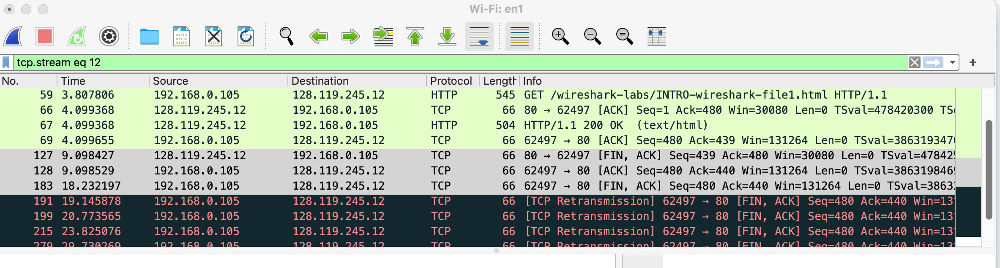 Wi-Fi: en1
tcp.stream eq 12
No. Time Source Destination Protocol Length Info
59 3.807806 192.168.0.105 128.119.245.12 HTTP 545 GET /wireshark-labs/INTRO-wireshark-file1.html HTTP/1.1
66 4.099368 128.119.245.12 192.168.0.105 TCP 66 80 → 62497 [ACK] Seq=1 Ack=480 Win=30080 Len=0 TSval=478420300
67 4.099368 128.119.245.12 192.168.0.105 HTTP 504 HTTP/1.1 200 OK (text/html)
69 4.099655 192.168.0.105 128.119.245.12 TCP 66 62497 → 80 [ACK] Seq=480 Ack=439 Win=131264 Len=0 TSval=386319347
127 9.098427 128.119.245.12 192.168.0.105 TCP 66 80 → 62497 [FIN, ACK] Seq=439 Ack=480 Win=30080 Len=0 TSval=47842
128 9.098529 192.168.0.105 128.119.245.12 TCP 66 62497 → 80 [ACK] Seq=480 Ack=440 Win=131264 Len=0 TSval=386319846
183 18.232197 192.168.0.105 128.119.245.12 TCP 66 62497 → 80 [FIN, ACK] Seq=480 Ack=440 Win=131264 Len=0 TSval=3863
191 19.145878 192.168.0.105 128.119.245.12 TCP 66 [TCP Retransmission] 62497 → 80 [FIN, ACK] Seq=480 Ack=440 Win=13
199 20.773565 192.168.0.105 128.119.245.12 TCP 66 [TCP Retransmission] 62497 → 80 [FIN, ACK] Seq=480 Ack=440 Win=13
215 23.825076 192.168.0.105 128.119.245.12 TCP 66 [TCP Retransmission] 62497 → 80 [FIN, ACK] Seq=480 Ack=440 Win=13
279 29.730269 192.168.0.105 128.119.245.12 TCP 66 [TCP Retransmission] 62497 → 80 [FIN, ACK] Seq=480 Ack=440 Win=13